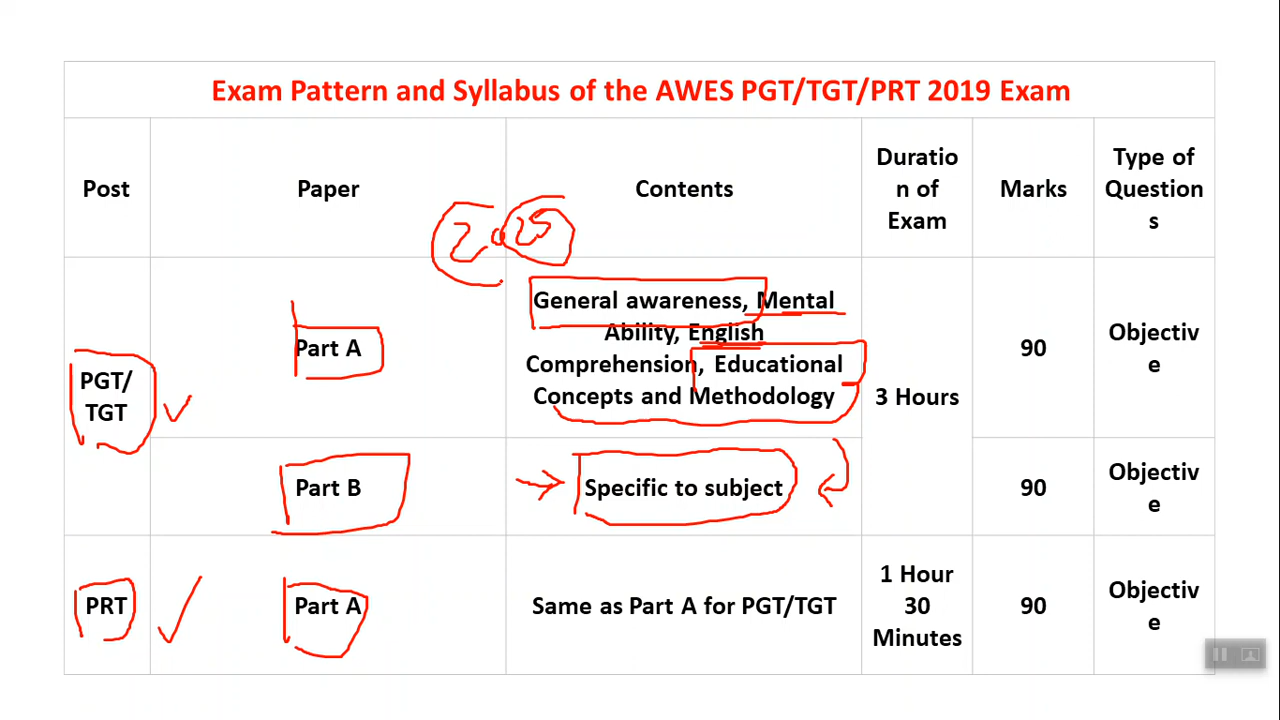 Exam Pattern and Syllabus of the AWES PGT/TGT/PRT 2019 Exam
Post
Paper
Contents
Duratio
n of
Exam
Marks
Type of
Question
s
2
25
PGT/
TGT
Part A
General awareness, Mental
Ability, English
Comprehension, Educational
Concepts and Methodology
3 Hours
90
Objectiv
e
Part B
Specific to subject
90
Objectiv
e
PRT
Part A
Same as Part A for PGT/TGT
1 Hour
30
Minutes
90
Objectiv
e